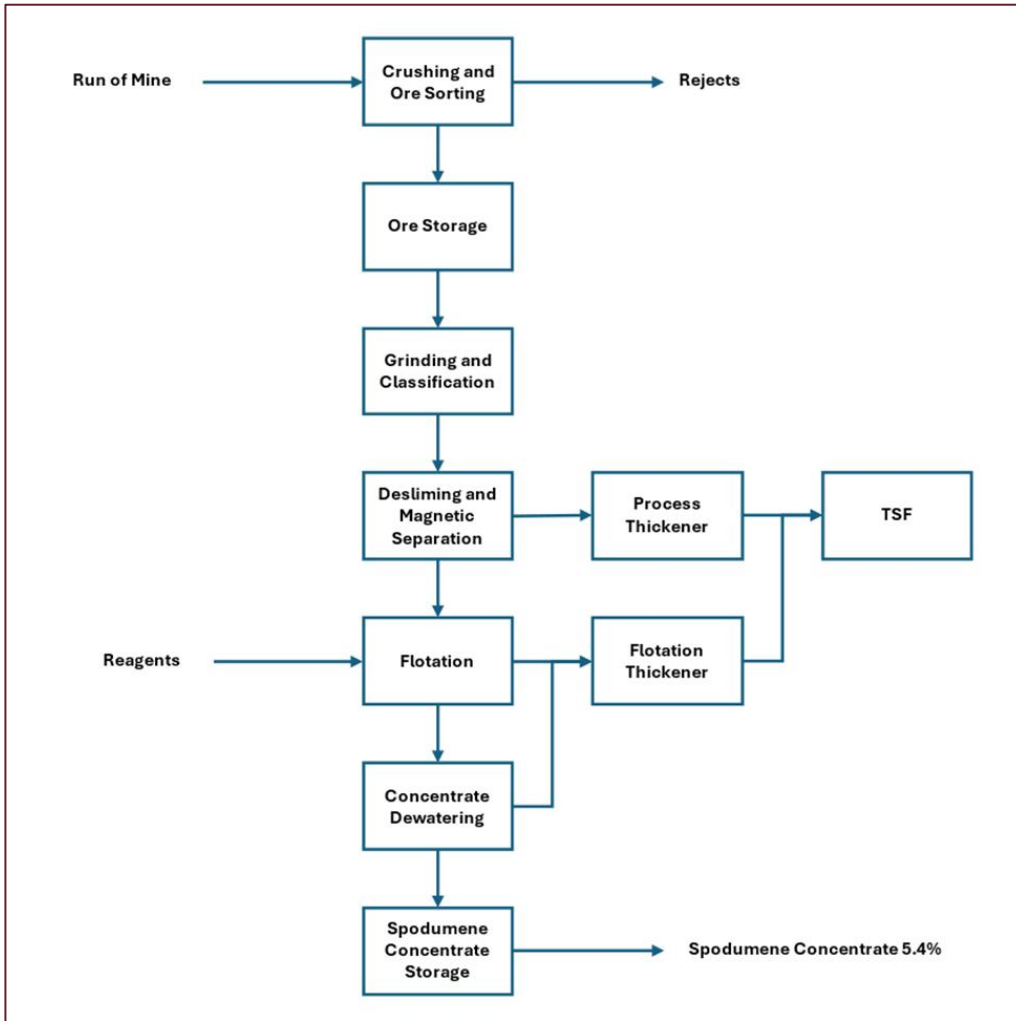 Run of Mine
Crushing and
Ore Sorting
Rejects
Ore Storage
Grinding and
Classification
Desliming and
Magnetic
Separation
Process
Thickener
TSF
Reagents
Flotation
Flotation
Thickener
Concentrate
Dewatering
Spodumene
Concentrate
Storage
Spodumene Concentrate 5.4%